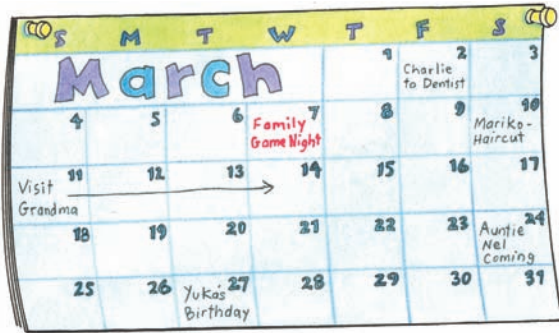 S M T W T F S
March
1 2 3
Charlie
to Dentist
4 5 6 7 8 9 10
Family
Game Night
Mariko-
Haircut
11 12 13 14 15 16 17
Visit
Grandma
18 19 20 21 22 23 24
Auntie
Nel
Coming
25 26 27 28 29 30 31
Yuka's
Birthday